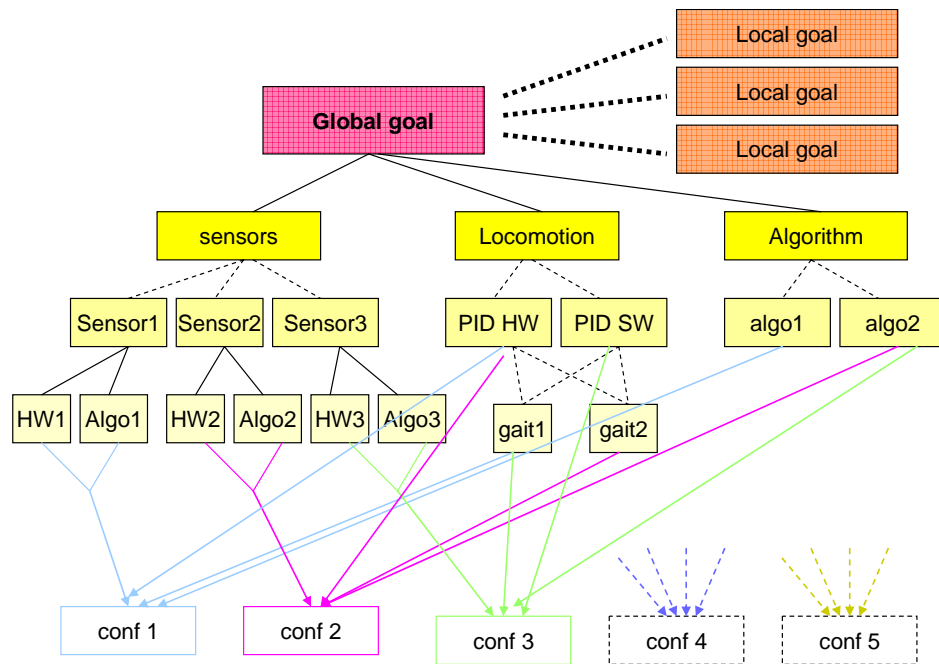 Local goal
Local goal
Global goal
Local goal
sensors
Locomotion
Algorithm
Sensor1
Sensor2
Sensor3
PID HW
PID SW
algo1
algo2
HW1
Algo1
HW2
Algo2
HW3
Algo3
gait1
gait2
conf 1
conf 2
conf 3
conf 4
conf 5